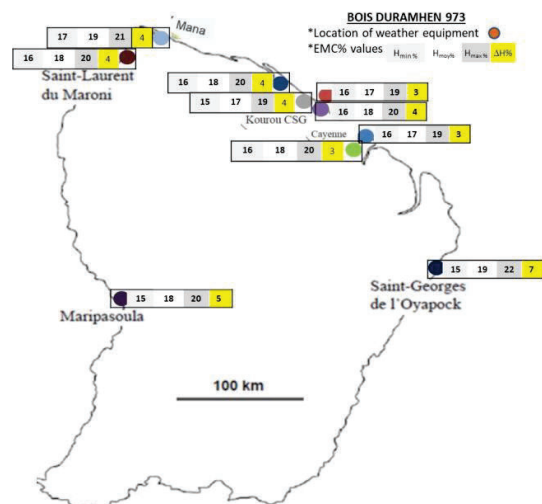 BOIS DURAMHEN 973
*Location of weather equipment
*EMC% values Hmin% Hmoy% Hmax% ΔH%
Mana
17 19 21 4
16 18 20 4
Saint-Laurent
du Maroni
16 18 20 4
15 17 19 4
Kourou CSG
16 17 19 3
16 18 20 4
Cayenne
16 17 19 3
16 18 20 3
15 19 22 7
Saint-Georges
de l'Oyapock
15 18 20 5
Maripasoula
100 km